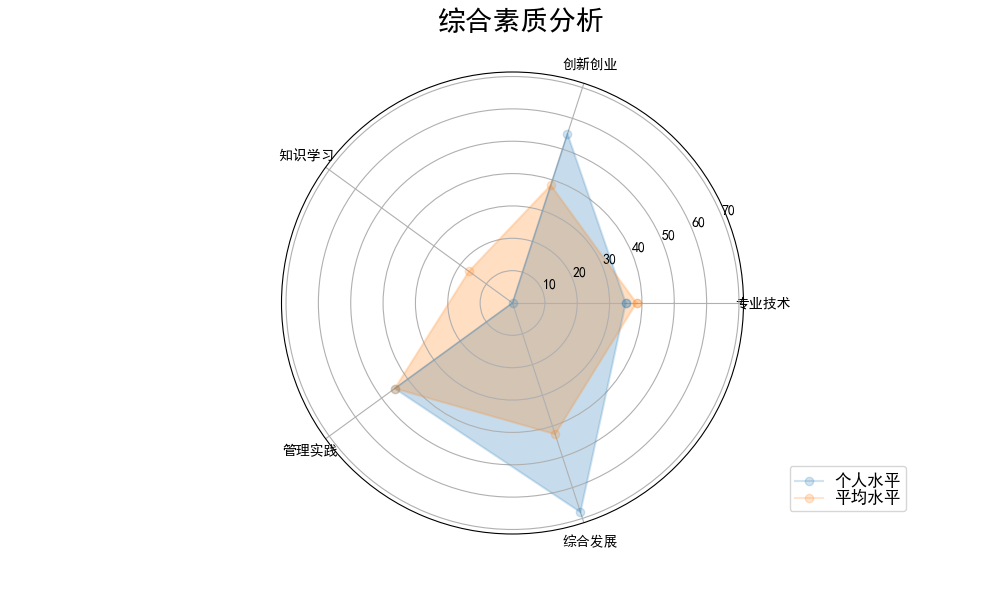 综合素质分析
创新创业
知识学习
70
60
50
40
30
20
10
专业技术
管理实践
个人水平
平均水平
综合发展